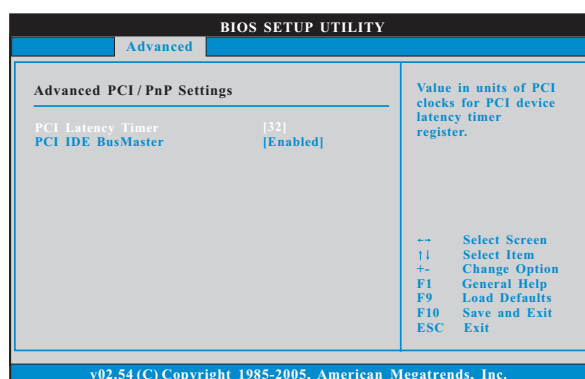 BIOS SETUP UTILITY
Advanced
Advanced PCI / PnP Settings
PCI Latency Timer [32]
PCI IDE BusMaster [Enabled]
Value in units of PCI
clocks for PCI device
latency timer
register.
←→ Select Screen
↑↓ Select Item
+- Change Option
F1 General Help
F9 Load Defaults
F10 Save and Exit
ESC Exit
v02.54 (C) Copyright 1985-2005, American Megatrends, Inc.